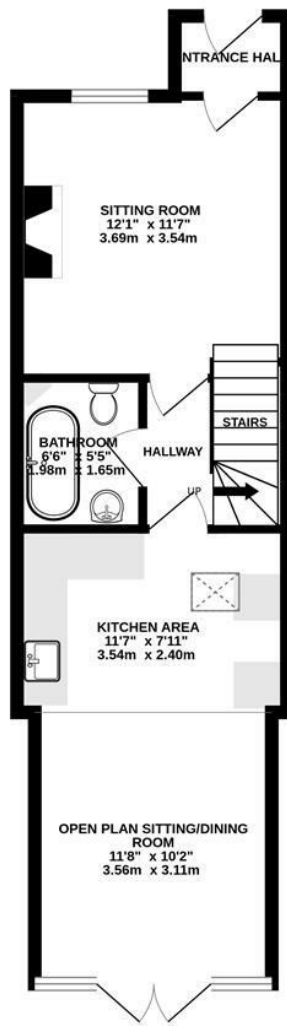 ENTRANCE HALL
SITTING ROOM
12'1" x 11'7"
3.69m x 3.54m
STAIRS
BATHROOM
6'6" x 5'5"
1.98m x 1.65m
HALLWAY
UP
KITCHEN AREA
11'7" x 7'11"
3.54m x 2.40m
OPEN PLAN SITTING/DINING
ROOM
11'8" x 10'2"
3.56m x 3.11m